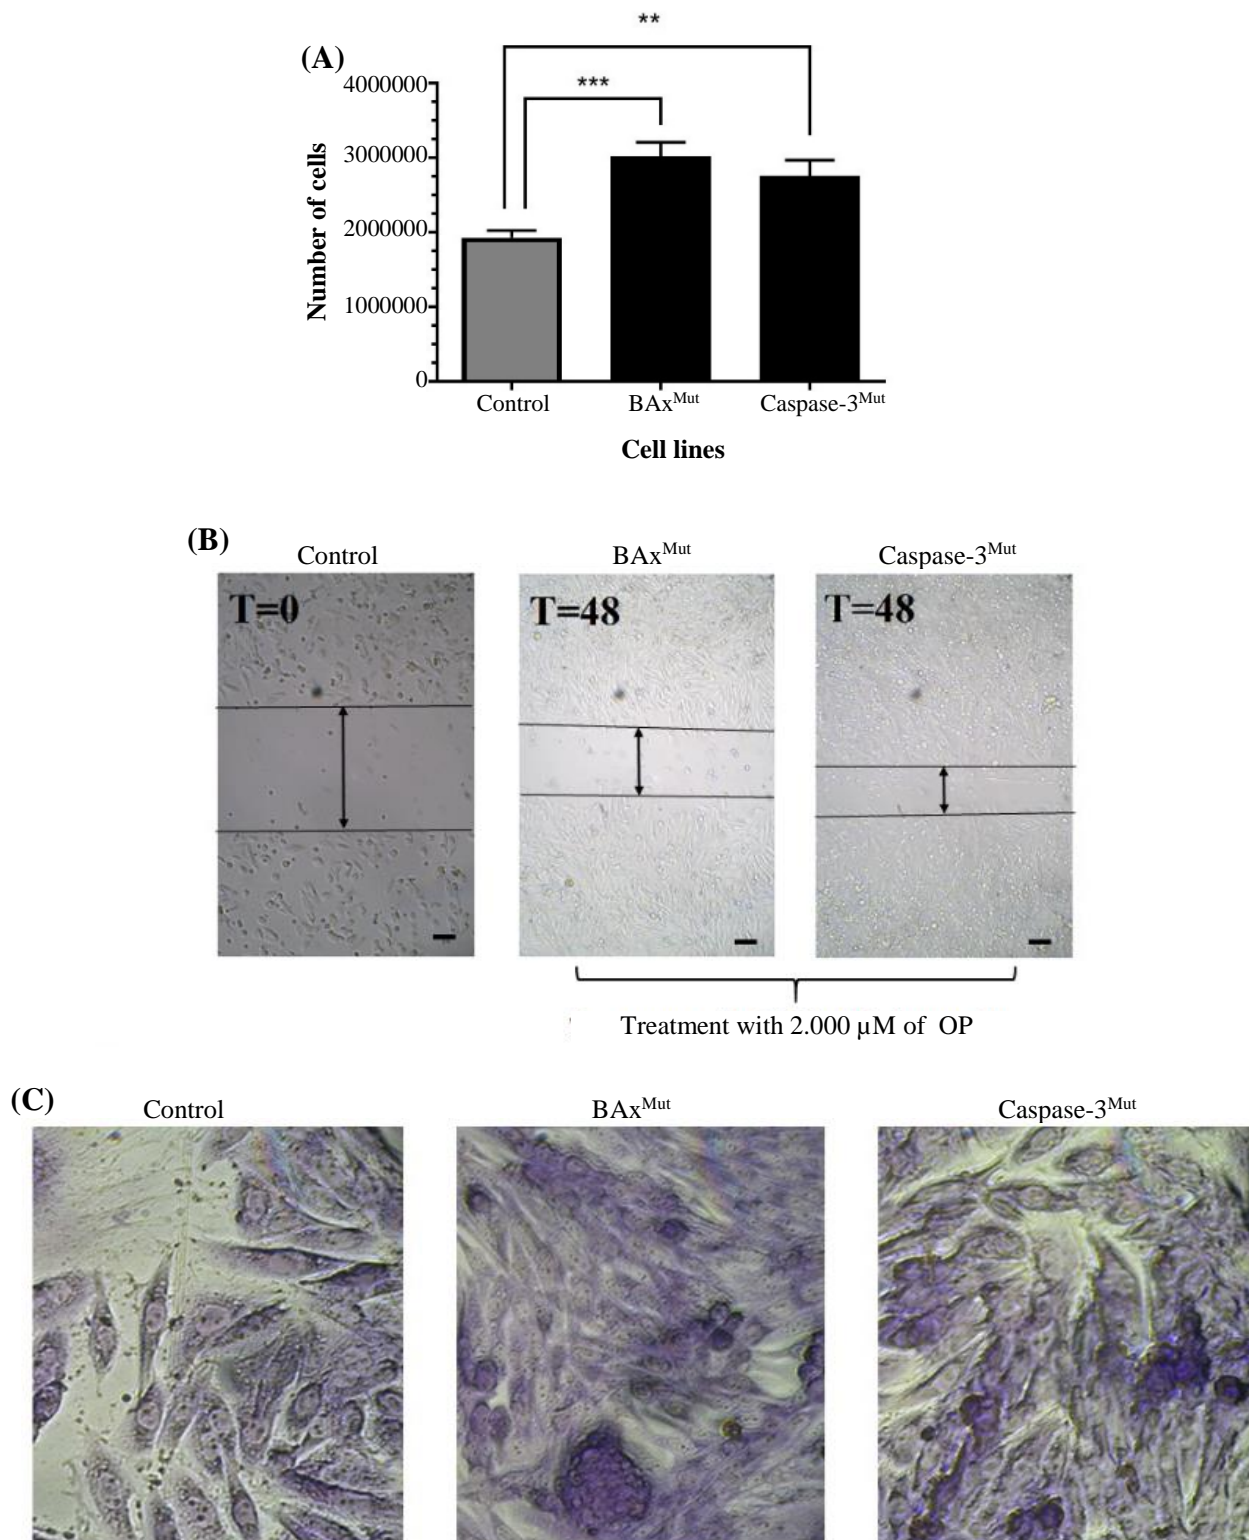 **
(A)
***
4000000
3000000
2000000
1000000
0
Number of cells
Control BAx^Mut Caspase-3^Mut
Cell lines
(B)
Control BAx^Mut Caspase-3^Mut
T=0 T=48 T=48
Treatment with 2.000 µM of OP
(C)
Control BAx^Mut Caspase-3^Mut